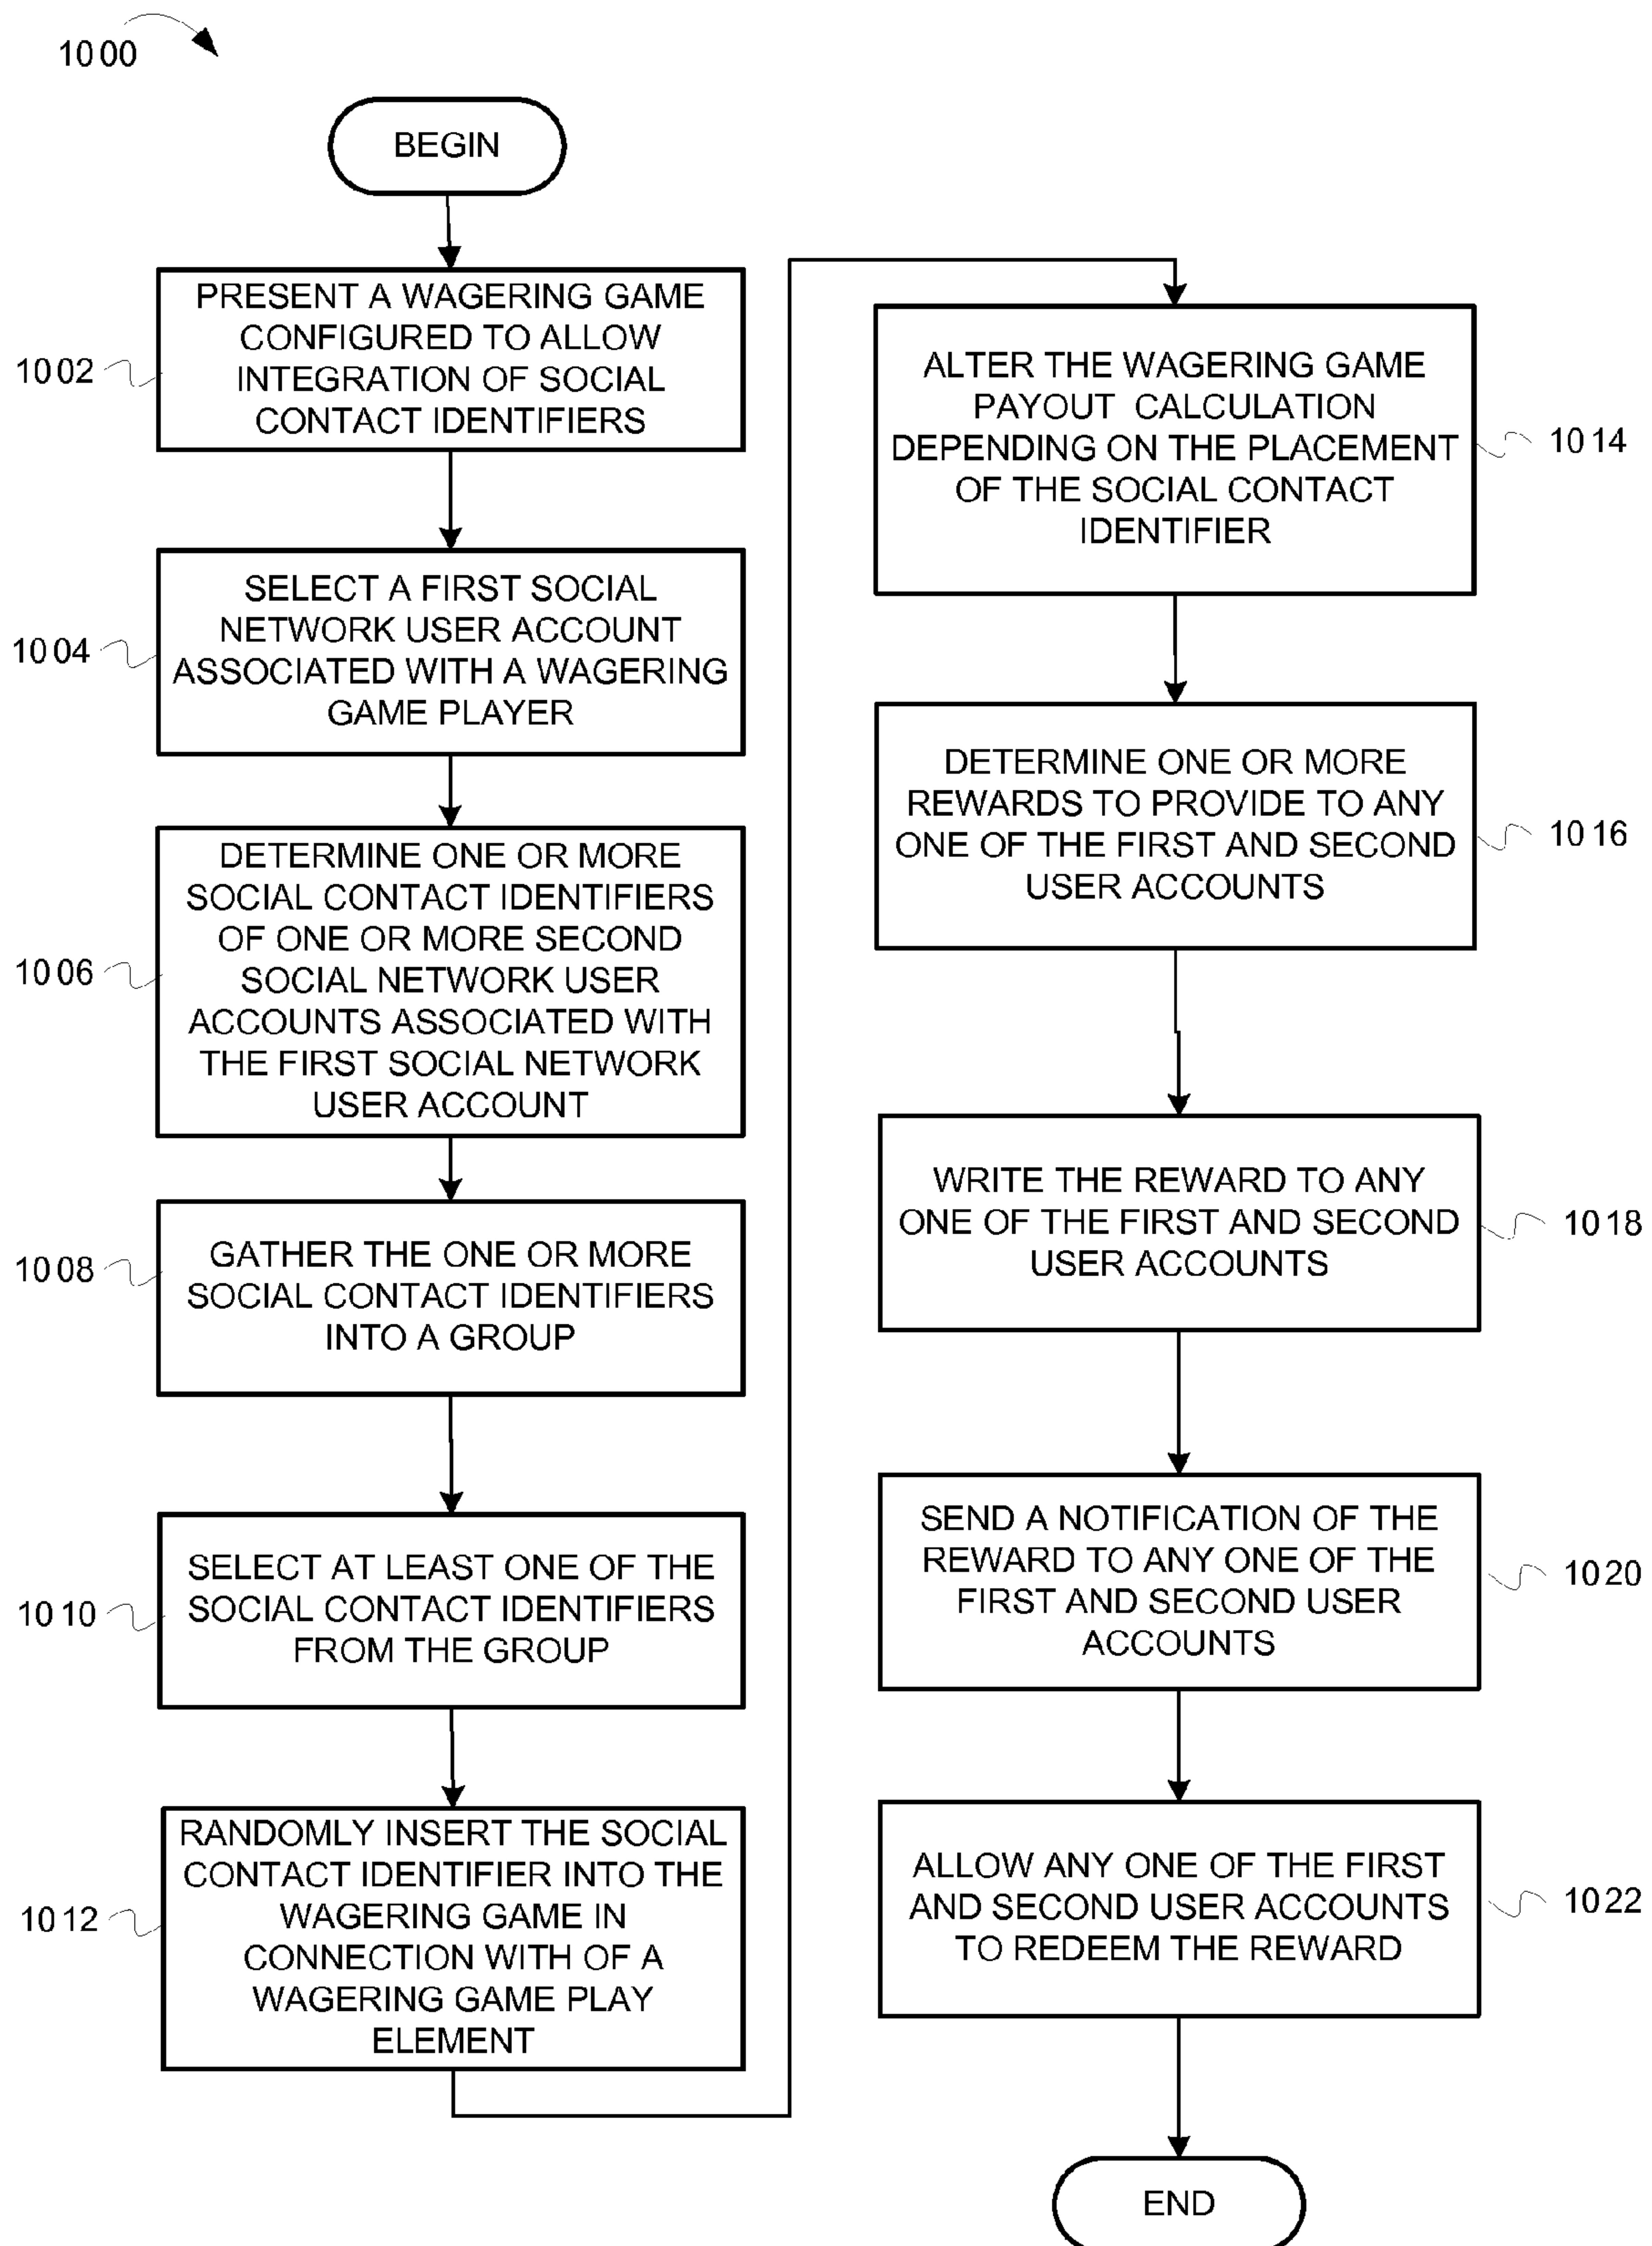 1000
BEGIN
1002
PRESENT A WAGERING GAME
CONFIGURED TO ALLOW
INTEGRATION OF SOCIAL
CONTACT IDENTIFIERS
1004
SELECT A FIRST SOCIAL
NETWORK USER ACCOUNT
ASSOCIATED WITH A WAGERING
GAME PLAYER
1006
DETERMINE ONE OR MORE
SOCIAL CONTACT IDENTIFIERS
OF ONE OR MORE SECOND
SOCIAL NETWORK USER
ACCOUNTS ASSOCIATED WITH
THE FIRST SOCIAL NETWORK
USER ACCOUNT
1008
GATHER THE ONE OR MORE
SOCIAL CONTACT IDENTIFIERS
INTO A GROUP
1010
SELECT AT LEAST ONE OF THE
SOCIAL CONTACT IDENTIFIERS
FROM THE GROUP
1012
RANDOMLY INSERT THE SOCIAL
CONTACT IDENTIFIER INTO THE
WAGERING GAME IN
CONNECTION WITH OF A
WAGERING GAME PLAY
ELEMENT
ALTER THE WAGERING GAME
PAYOUT CALCULATION
DEPENDING ON THE PLACEMENT
OF THE SOCIAL CONTACT
IDENTIFIER
1014
DETERMINE ONE OR MORE
REWARDS TO PROVIDE TO ANY
ONE OF THE FIRST AND SECOND
USER ACCOUNTS
1016
WRITE THE REWARD TO ANY
ONE OF THE FIRST AND SECOND
USER ACCOUNTS
1018
SEND A NOTIFICATION OF THE
REWARD TO ANY ONE OF THE
FIRST AND SECOND USER
ACCOUNTS
1020
ALLOW ANY ONE OF THE FIRST
AND SECOND USER ACCOUNTS
TO REDEEM THE REWARD
1022
END